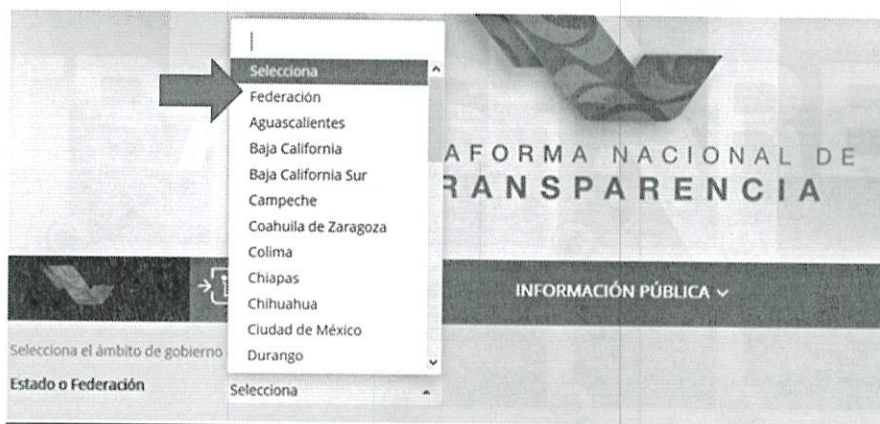 Selecciona
Federación
Aguascalientes
Baja California
Baja California Sur
Campeche
Coahuila de Zaragoza
Colima
Chiapas
Chihuahua
Ciudad de México
Durango
AFORMA NACIONAL DE
RANSPARENCIA
INFORMACIÓN PÚBLICA
Selecciona el ámbito de gobierno
Estado o Federación
Selecciona